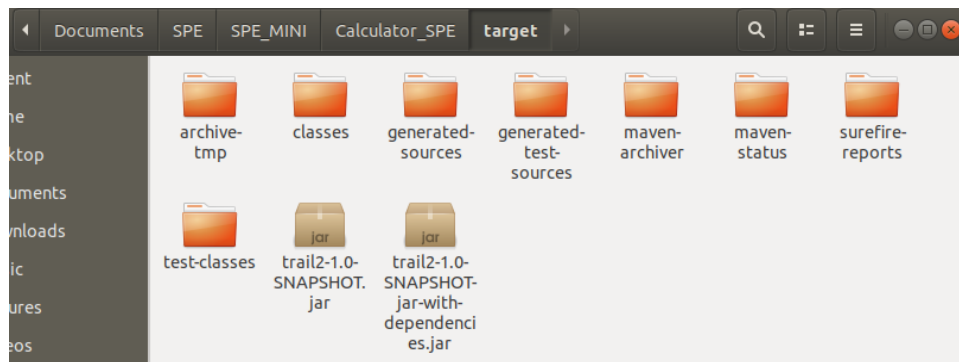 Documents SPE SPE_MINI Calculator_SPE target
ent
ne
ktop
uments
nloads
ic
ures
eos
archive-
tmp
classes
generated-
sources
generated-
test-
sources
maven-
archiver
maven-
status
surefire-
reports
test-classes
jar
trail2-1.0-
SNAPSHOT.
jar
jar
trail2-1.0-
SNAPSHOT-
jar-with-
dependenci
es.jar